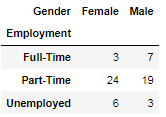 Gender Female Male
Employment
Full-Time 3 7
Part-Time 24 19
Unemployed 6 3